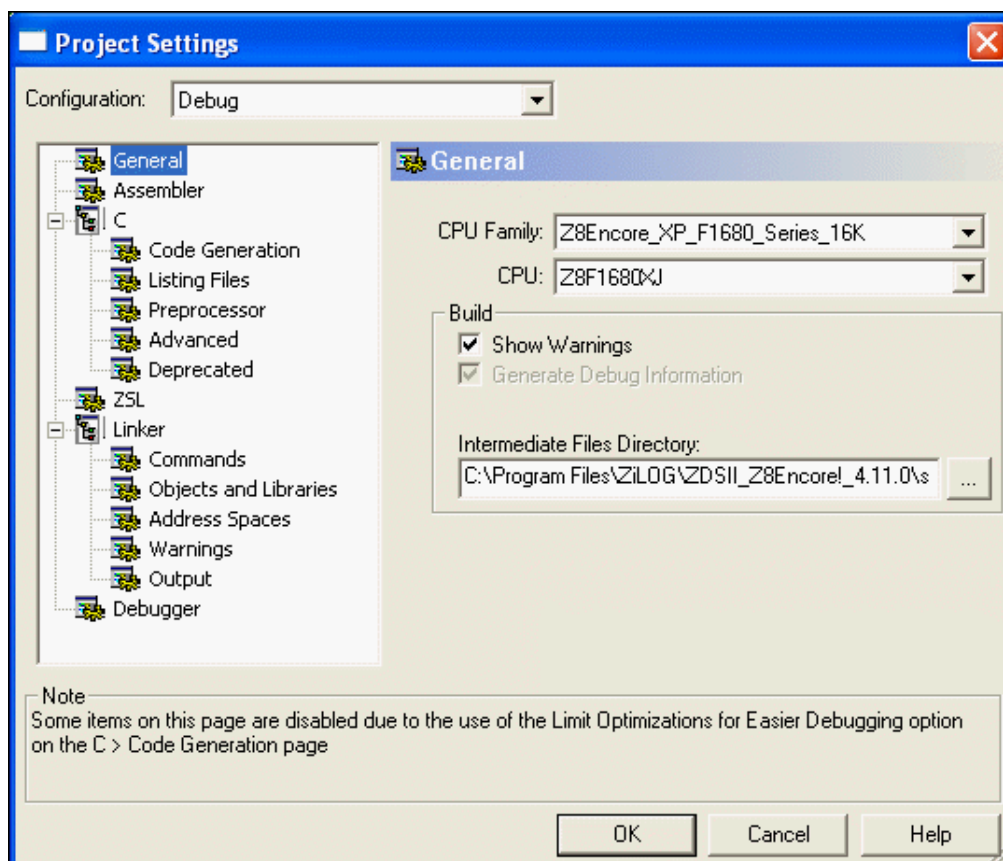 Project Settings
Configuration: Debug
General
Assembler
C
Code Generation
Listing Files
Preprocessor
Advanced
Deprecated
ZSL
Linker
Commands
Objects and Libraries
Address Spaces
Warnings
Output
Debugger
General
CPU Family: Z8Encore_XP_F1680_Series_16K
CPU: Z8F1680XJ
Build
Show Warnings
Generate Debug Information
Intermediate Files Directory:
C:\Program Files\ZiLOG\ZDSII_Z8Encore!_4.11.0\s ...
Note
Some items on this page are disabled due to the use of the Limit Optimizations for Easier Debugging option
on the C > Code Generation page
OK Cancel Help